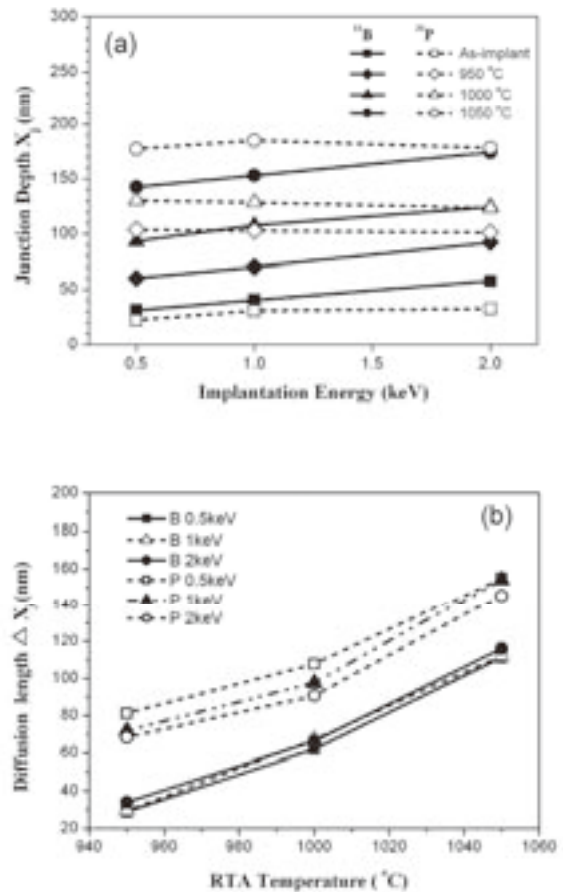 (a)
11B 31P
As-implant
950 °C
1000 °C
1050 °C
300
250
200
150
100
50
0
Junction Depth Xj (nm)
0.5 1.0 1.5 2.0
Implantation Energy (keV)
(b)
B 0.5keV
B 1keV
B 2keV
P 0.5keV
P 1keV
P 2keV
200
180
160
140
120
100
80
60
40
20
Diffusion length △ Xj(nm)
940 960 980 1000 1020 1040 1060
RTA Temperature ( °C)